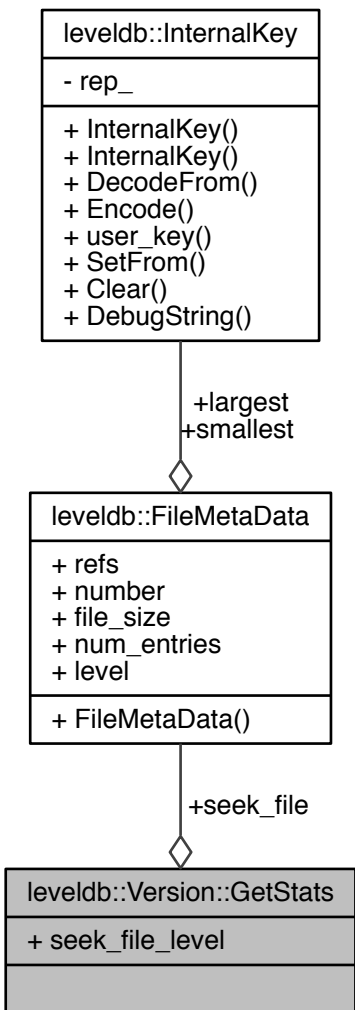 leveldb::InternalKey
- rep_
+ InternalKey()
+ InternalKey()
+ DecodeFrom()
+ Encode()
+ user_key()
+ SetFrom()
+ Clear()
+ DebugString()
+largest
+smallest
leveldb::FileMetaData
+ refs
+ number
+ file_size
+ num_entries
+ level
+ FileMetaData()
+seek_file
leveldb::Version::GetStats
+ seek_file_level